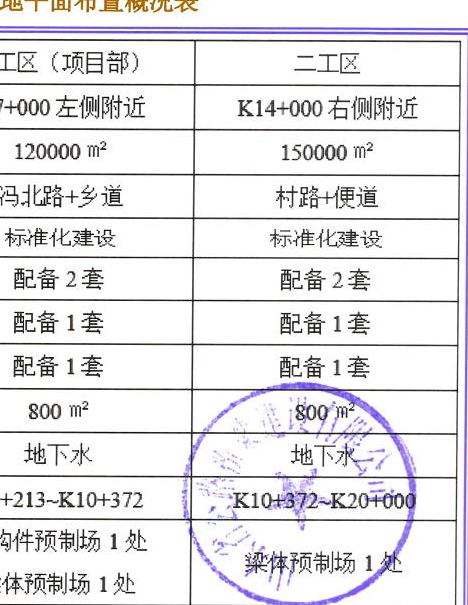 地平面布置概况表
工区（项目部） 二工区
7+000 左侧附近 K14+000 右侧附近
120000 ㎡ 150000 ㎡
冯北路+乡道 村路+便道
标准化建设 标准化建设
配备 2 套 配备 2 套
配备 1 套 配备 1 套
配备 1 套 配备 1 套
800 ㎡ 800 ㎡
地下水 地下水
+213~K10+372 K10+372~K20+000
构件预制场 1 处
梁体预制场 1 处
体预制场 1 处